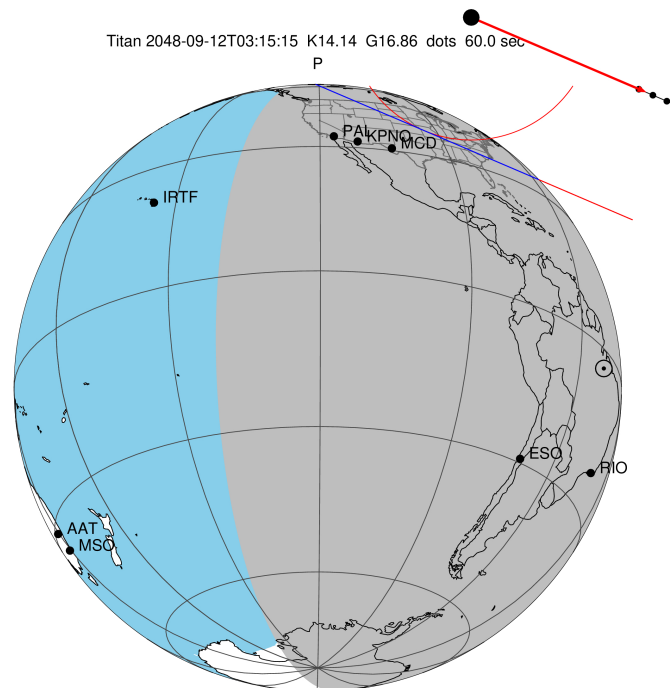 Titan 2048-09-12T03:15:15 K14.14 G16.86 dots 60.0 sec
P
PAL
KPNO
MCD
IRTF
ESO
RIO
AAT
MSO